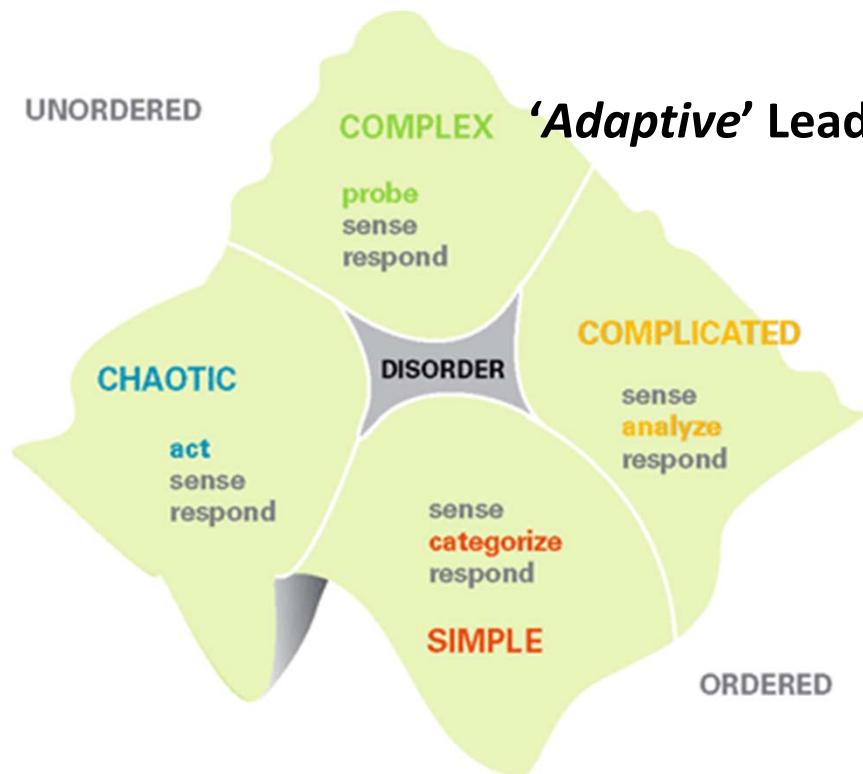 UNORDERED
COMPLEX
'Adaptive' Lead
probe
sense
respond
COMPLICATED
sense
analyze
respond
DISORDER
CHAOTIC
act
sense
respond
sense
categorize
respond
SIMPLE
ORDERED